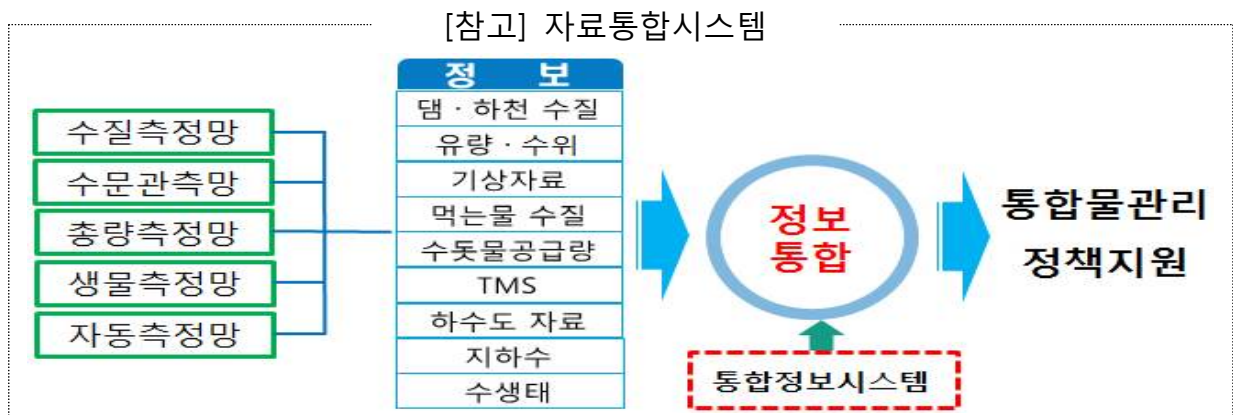 [참고] 자료통합시스템
수질측정망
수문관측망
총량측정망
생물측정망
자동측정망
정 보
댐 · 하천 수질
유량 · 수위
기상자료
먹는물 수질
수돗물공급량
TMS
하수도 자료
지하수
수생태
정보
통합
통합정보시스템
통합물관리
정책지원